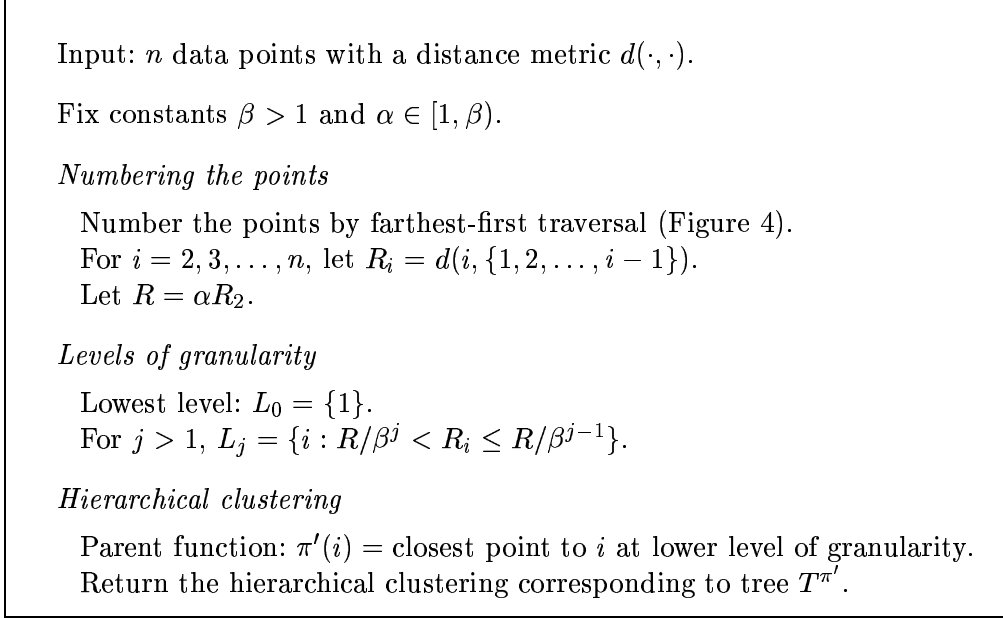 Input: n data points with a distance metric d(·, ·).
Fix constants β > 1 and α ∈ [1, β).
Numbering the points
Number the points by farthest-first traversal (Figure 4).
For i = 2, 3, . . . , n, let R_i = d(i, {1, 2, . . . , i − 1}).
Let R = αR_2.
Levels of granularity
Lowest level: L_0 = {1}.
For j > 1, L_j = {i : R/β^j < R_i ≤ R/β^{j−1}}.
Hierarchical clustering
Parent function: π′(i) = closest point to i at lower level of granularity.
Return the hierarchical clustering corresponding to tree T^{π′}.